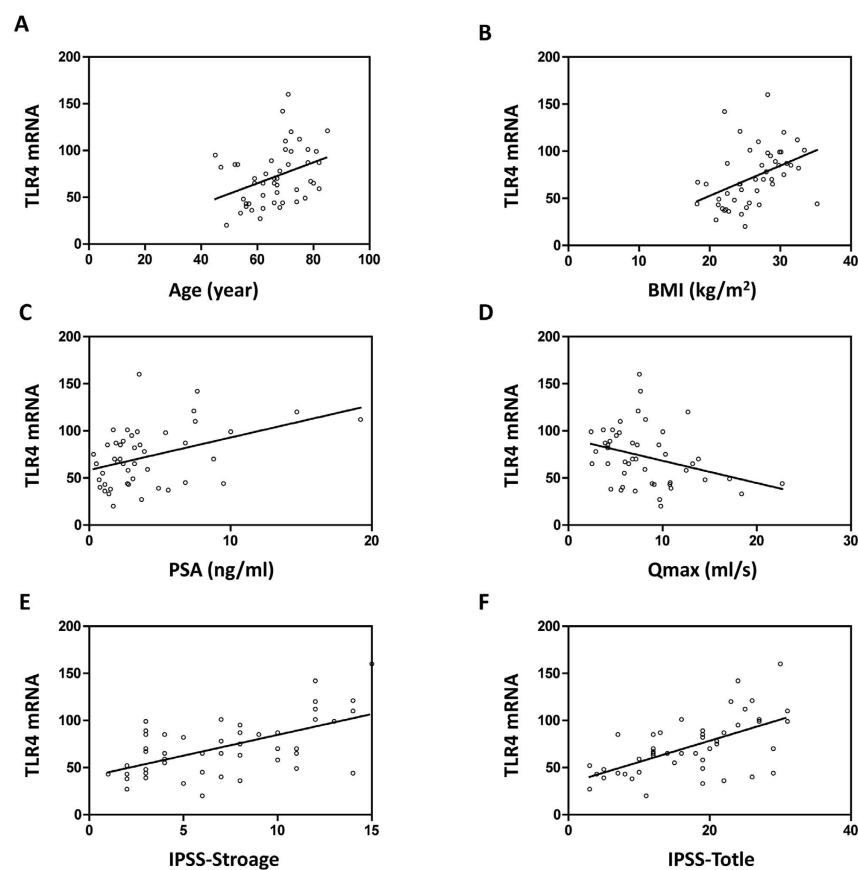 A
B
TLR4 mRNA
200
150
100
50
0
0 20 40 60 80 100
Age (year)
TLR4 mRNA
200
150
100
50
0
0 10 20 30 40
BMI (kg/m²)
C
D
TLR4 mRNA
200
150
100
50
0
0 10 20
PSA (ng/ml)
TLR4 mRNA
200
150
100
50
0
0 10 20 30
Qmax (ml/s)
E
F
TLR4 mRNA
200
150
100
50
0
0 5 10 15
IPSS-Stroage
TLR4 mRNA
200
150
100
50
0
0 20 40
IPSS-Totle